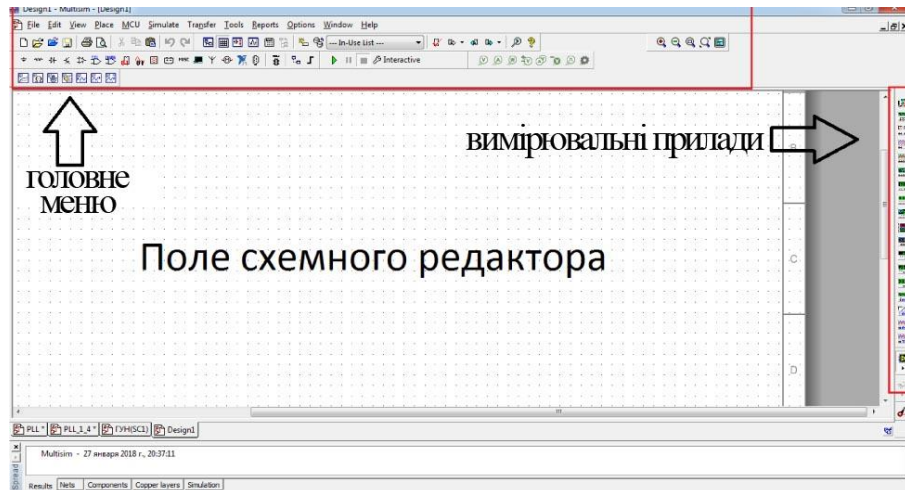 Design1 - Multisim - [Design1]
File Edit View Place MCU Simulate Transfer Tools Reports Options Window Help
--- In-Use List ---
Interactive
головне
меню
вимірювальні прилади
Поле схемного редактора
C
D
PLL * PLL_1_4 * ГУН(SC1) Design1
Multisim - 27 января 2018 г., 20:37:11
Spread
Results Nets Components Copper layers Simulation